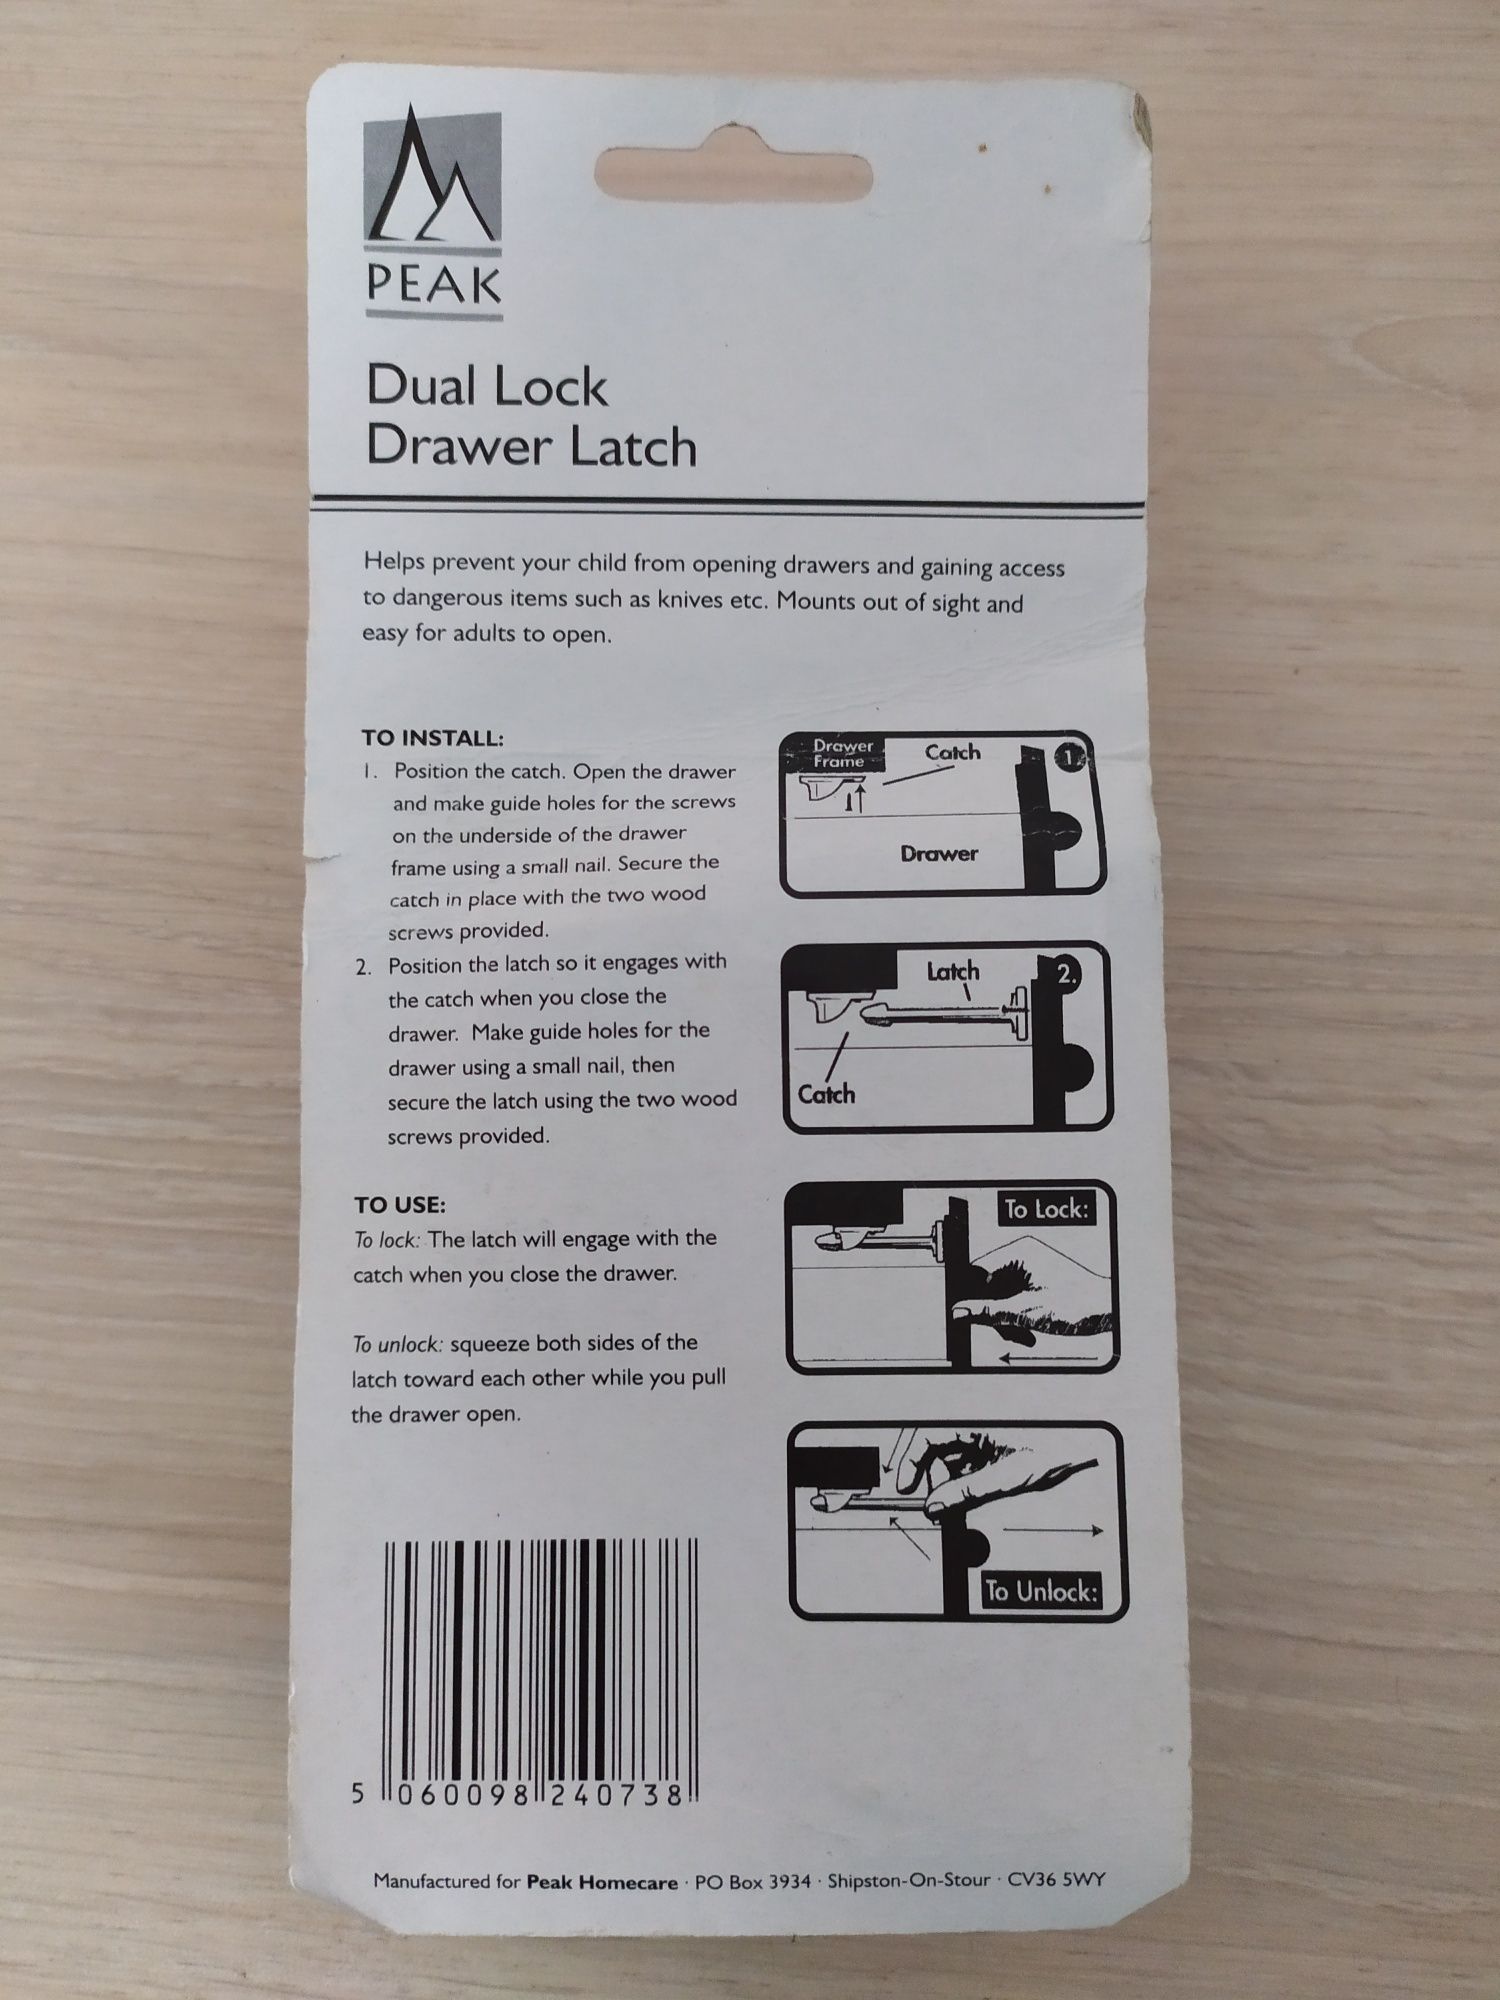 PEAK
Dual Lock
Drawer Latch
Helps prevent your child from opening drawers and gaining access
to dangerous items such as knives etc. Mounts out of sight and
easy for adults to open.
TO INSTALL:
1. Position the catch. Open the drawer
and make guide holes for the screws
on the underside of the drawer
frame using a small nail. Secure the
catch in place with the two wood
screws provided.
2. Position the latch so it engages with
the catch when you close the
drawer. Make guide holes for the
drawer using a small nail, then
secure the latch using the two wood
screws provided.
TO USE:
To lock: The latch will engage with the
catch when you close the drawer.
To unlock: squeeze both sides of the
latch toward each other while you pull
the drawer open.
Drawer
Frame
Catch
1.
Drawer
Latch
2.
Catch
To Lock:
To Unlock:
5 060098 240738
Manufactured for Peak Homecare · PO Box 3934 · Shipston-On-Stour · CV36 5WY